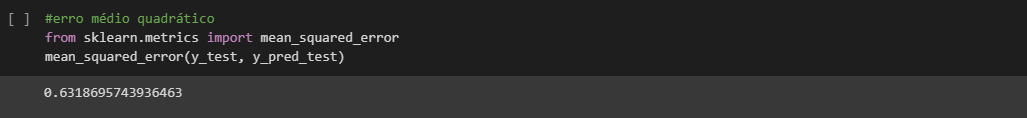 [ ] #erro médio quadrático
from sklearn.metrics import mean_squared_error
mean_squared_error(y_test, y_pred_test)
0.6318695743936463